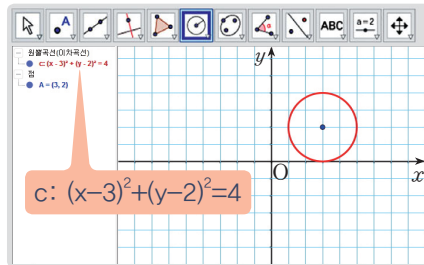 A
ABC
a=2
원뿔곡선(이차곡선)
c: (x - 3)² + (y - 2)² = 4
점
A = (3, 2)
y
O
x
c: (x−3)²+(y−2)²=4